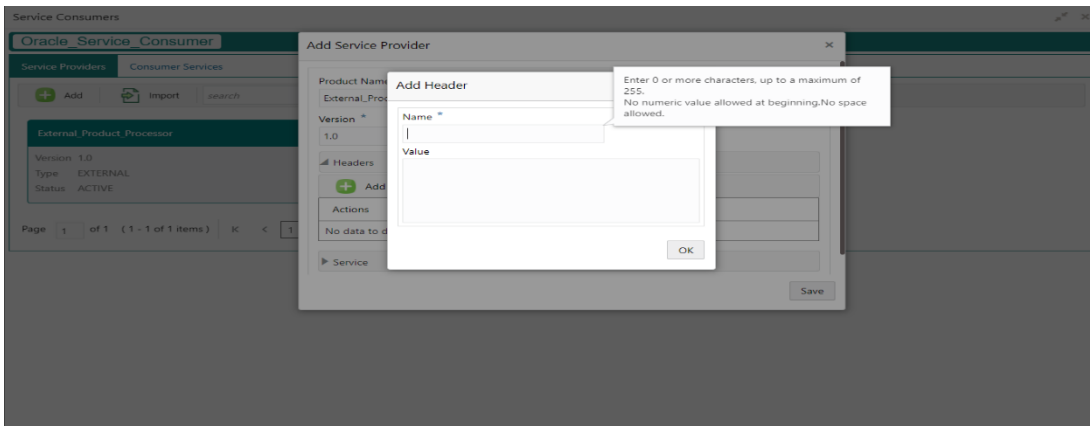 Service Consumers
Oracle_Service_Consumer
Service Providers Consumer Services
Add Import search
External_Product_Processor
Version 1.0
Type EXTERNAL
Status ACTIVE
Page 1 of 1 ( 1 - 1 of 1 items ) K < 1
Add Service Provider ×
Product Name
External_Proc
Version *
1.0
Headers
Add
Actions
No data to d
Service
Save
Add Header
Name *
Value
OK
Enter 0 or more characters, up to a maximum of
255.
No numeric value allowed at beginning.No space
allowed.